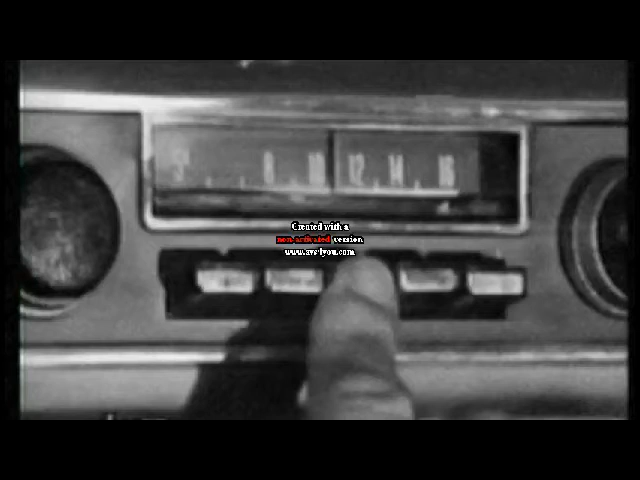 8 10 12 14 16
Created with a
non-activated version
www.avs4you.com